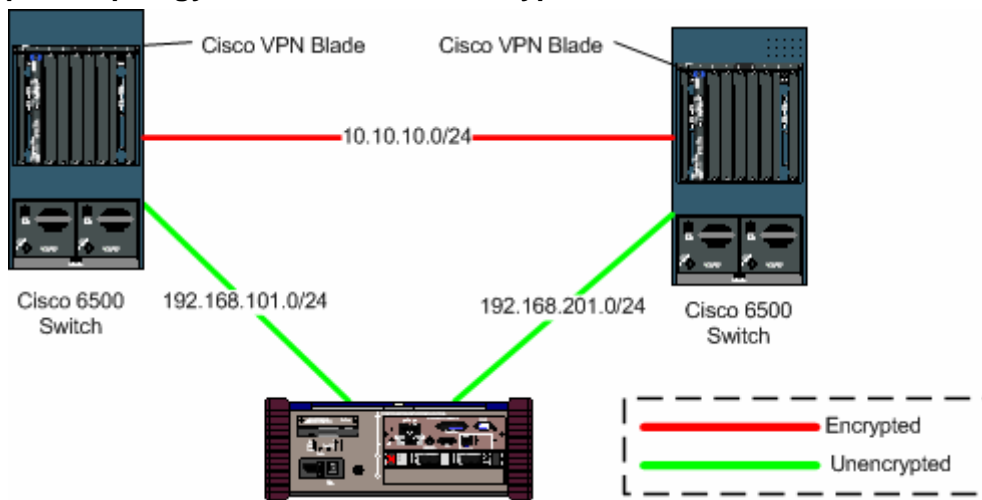 Cisco VPN Blade
Cisco VPN Blade
10.10.10.0/24
192.168.101.0/24
192.168.201.0/24
Cisco 6500
Switch
Cisco 6500
Switch
Encrypted
Unencrypted